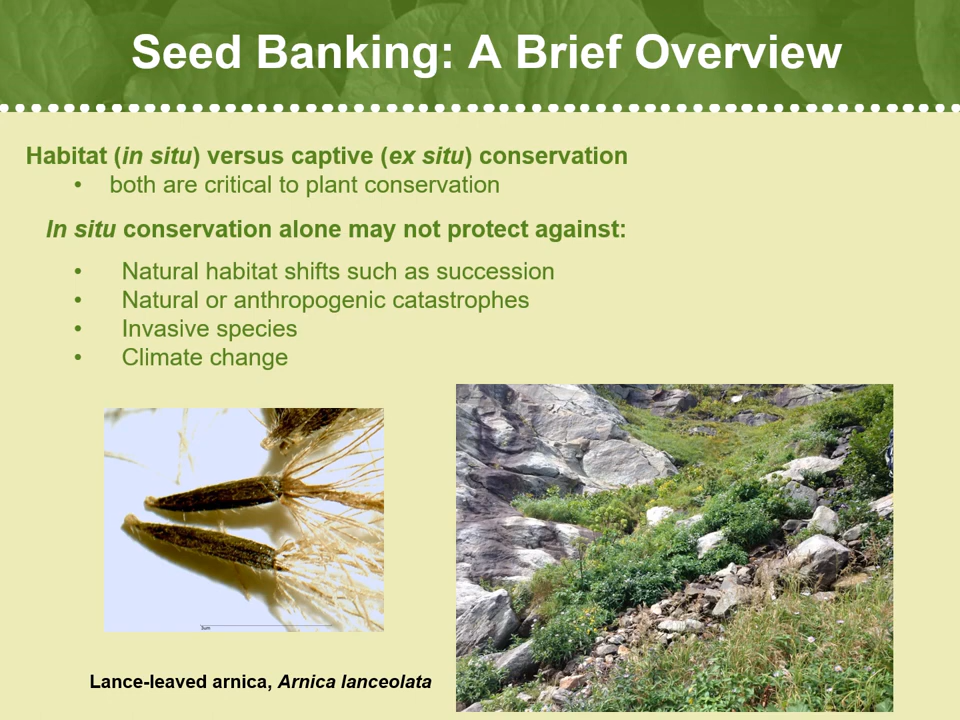 Seed Banking: A Brief Overview
Habitat (in situ) versus captive (ex situ) conservation
• both are critical to plant conservation
In situ conservation alone may not protect against:
• Natural habitat shifts such as succession
• Natural or anthropogenic catastrophes
• Invasive species
• Climate change
Lance-leaved arnica, Arnica lanceolata